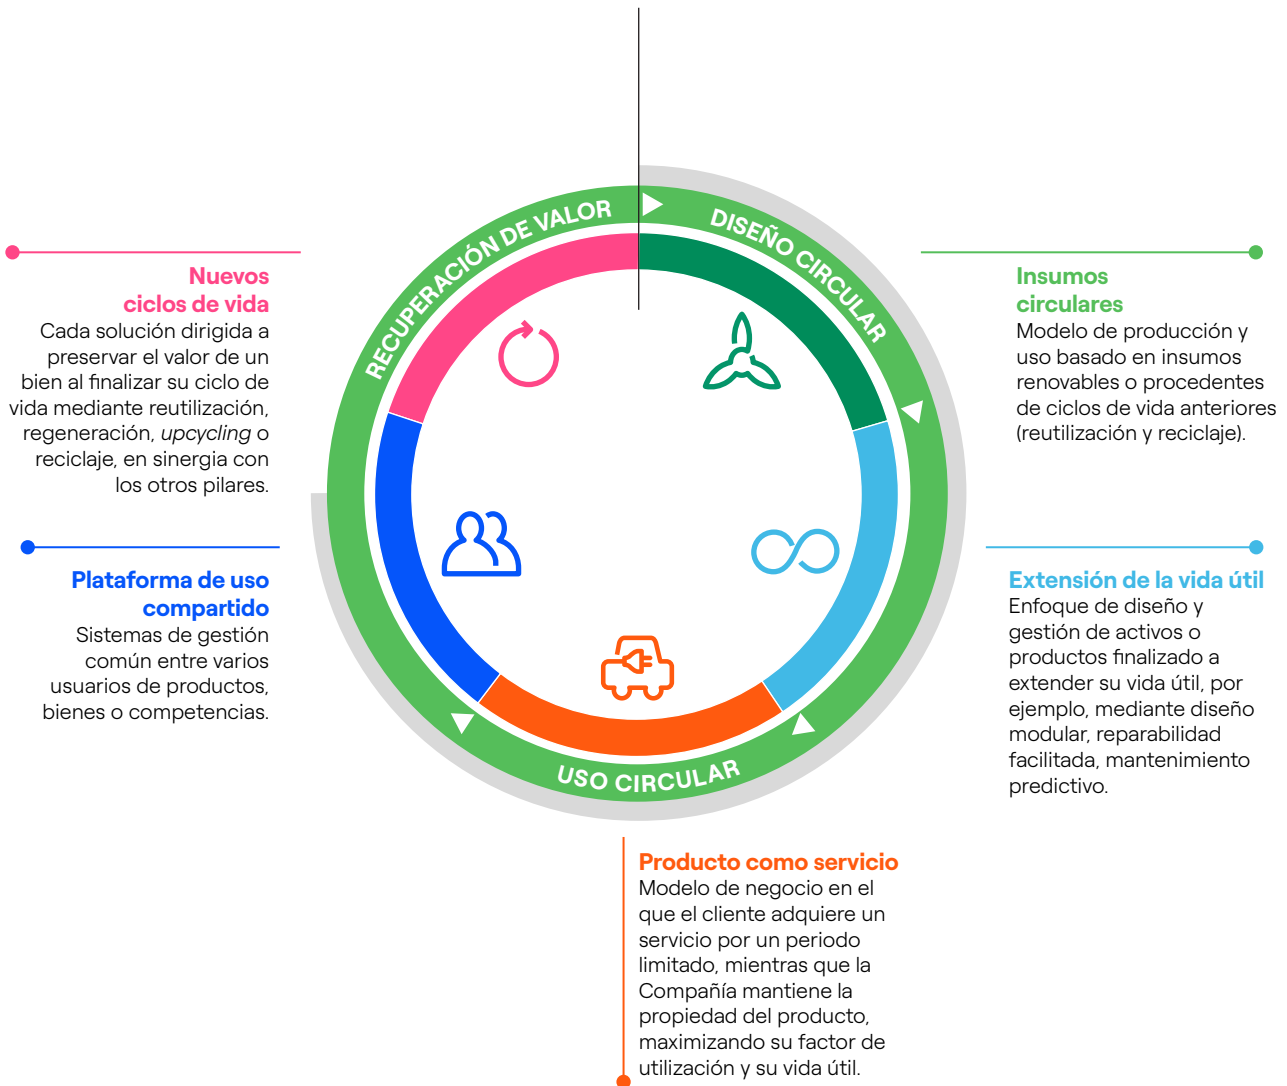 RECUPERACIÓN DE VALOR
DISEÑO CIRCULAR
USO CIRCULAR
Nuevos
ciclos de vida
Cada solución dirigida a
preservar el valor de un
bien al finalizar su ciclo de
vida mediante reutilización,
regeneración, upcycling o
reciclaje, en sinergia con
los otros pilares.
Insumos
circulares
Modelo de producción y
uso basado en insumos
renovables o procedentes
de ciclos de vida anteriores
(reutilización y reciclaje).
Plataforma de uso
compartido
Sistemas de gestión
común entre varios
usuarios de productos,
bienes o competencias.
Extensión de la vida útil
Enfoque de diseño y
gestión de activos o
productos finalizado a
extender su vida útil, por
ejemplo, mediante diseño
modular, reparabilidad
facilitada, mantenimiento
predictivo.
Producto como servicio
Modelo de negocio en el
que el cliente adquiere un
servicio por un periodo
limitado, mientras que la
Compañía mantiene la
propiedad del producto,
maximizando su factor de
utilización y su vida útil.